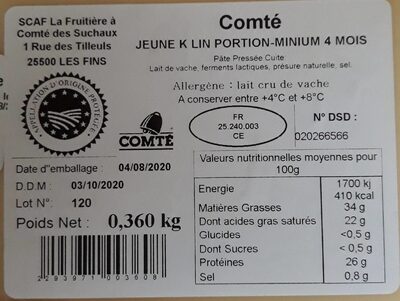 SCAF La Fruitière à
Comté des Suchaux
1 Rue des Tilleuls
25500 LES FINS
Comté
JEUNE K LIN PORTION-MINIUM 4 MOIS
Pâte Pressée Cuite
Lait de vache, ferments lactiques, présure naturelle, sel.
Allergène : lait cru de vache
A conserver entre +4°C et +8°C
APPELLATION D'ORIGINE PROTÉGÉE
COMTÉ
FR
25.240.003
CE
N° DSD :
020266566
Date d'emballage : 04/08/2020
D.D.M : 03/10/2020
Lot N°: 120
Poids Net : 0,360 kg
2293971003608
Valeurs nutritionnelles moyennes pour
100g
Energie 1700 kj
410 kcal
Matières Grasses 34 g
Dont acides gras saturés 22 g
Glucides <0,5 g
Dont Sucres < 0,5 g
Protéines 26 g
Sel 0,8 g